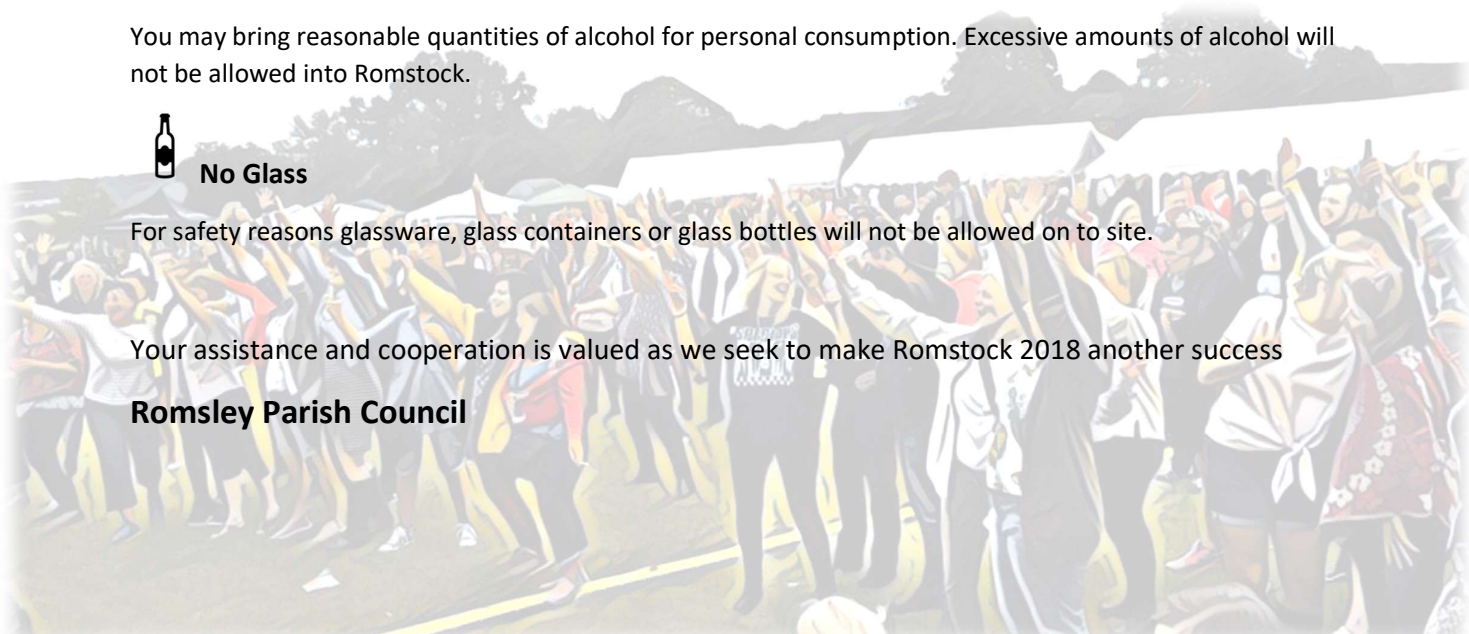 You may bring reasonable quantities of alcohol for personal consumption. Excessive amounts of alcohol will
not be allowed into Romstock.
No Glass
For safety reasons glassware, glass containers or glass bottles will not be allowed on to site.
Your assistance and cooperation is valued as we seek to make Romstock 2018 another success
Romsley Parish Council